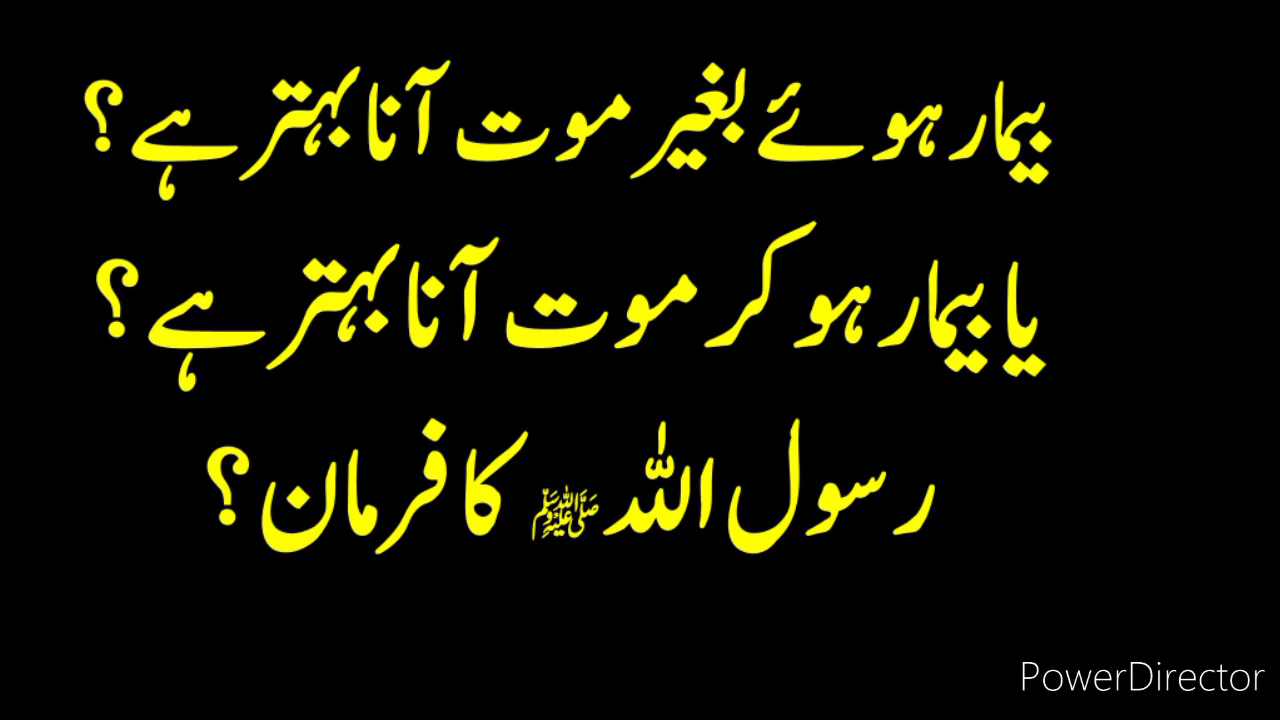 بیمار ہوئے بغیر موت آنا بہتر ہے؟
یا بیمار ہو کر موت آنا بہتر ہے؟
رسول اللہ ﷺ کا فرمان؟
PowerDirector